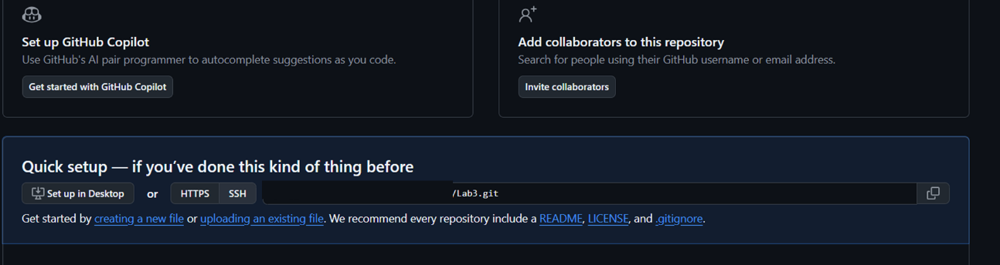 Set up GitHub Copilot
Use GitHub's AI pair programmer to autocomplete suggestions as you code.
Get started with GitHub Copilot
Add collaborators to this repository
Search for people using their GitHub username or email address.
Invite collaborators
Quick setup — if you’ve done this kind of thing before
Set up in Desktop or HTTPS SSH /Lab3.git
Get started by creating a new file or uploading an existing file. We recommend every repository include a README, LICENSE, and .gitignore.